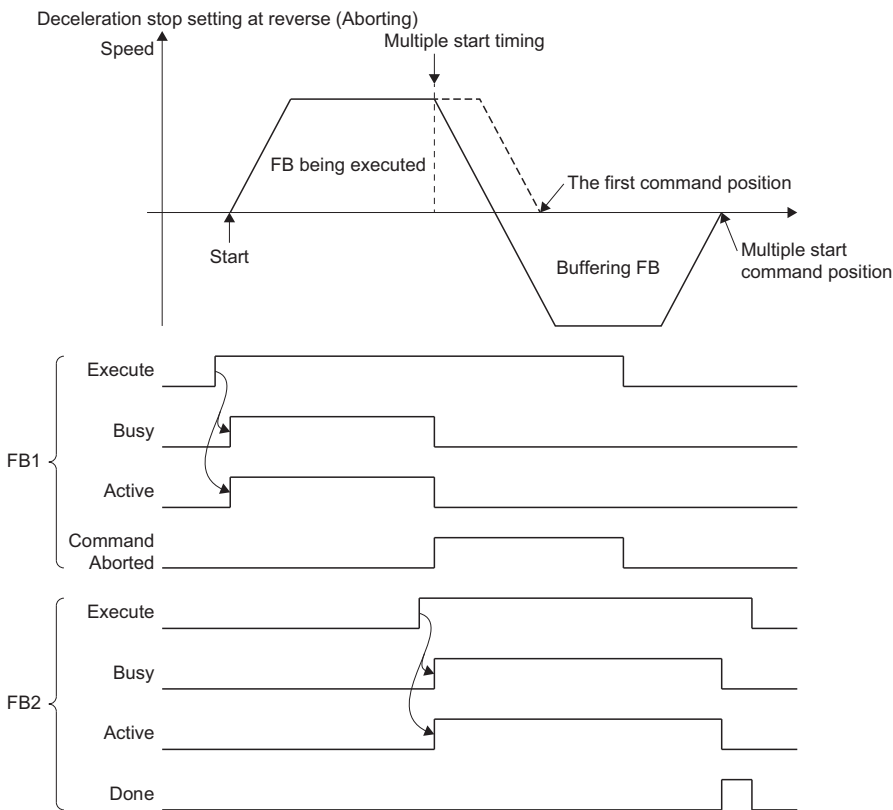 Deceleration stop setting at reverse (Aborting)
Speed
Multiple start timing
FB being executed
The first command position
Start
Buffering FB
Multiple start
command position
FB1
Execute
Busy
Active
Command
Aborted
FB2
Execute
Busy
Active
Done